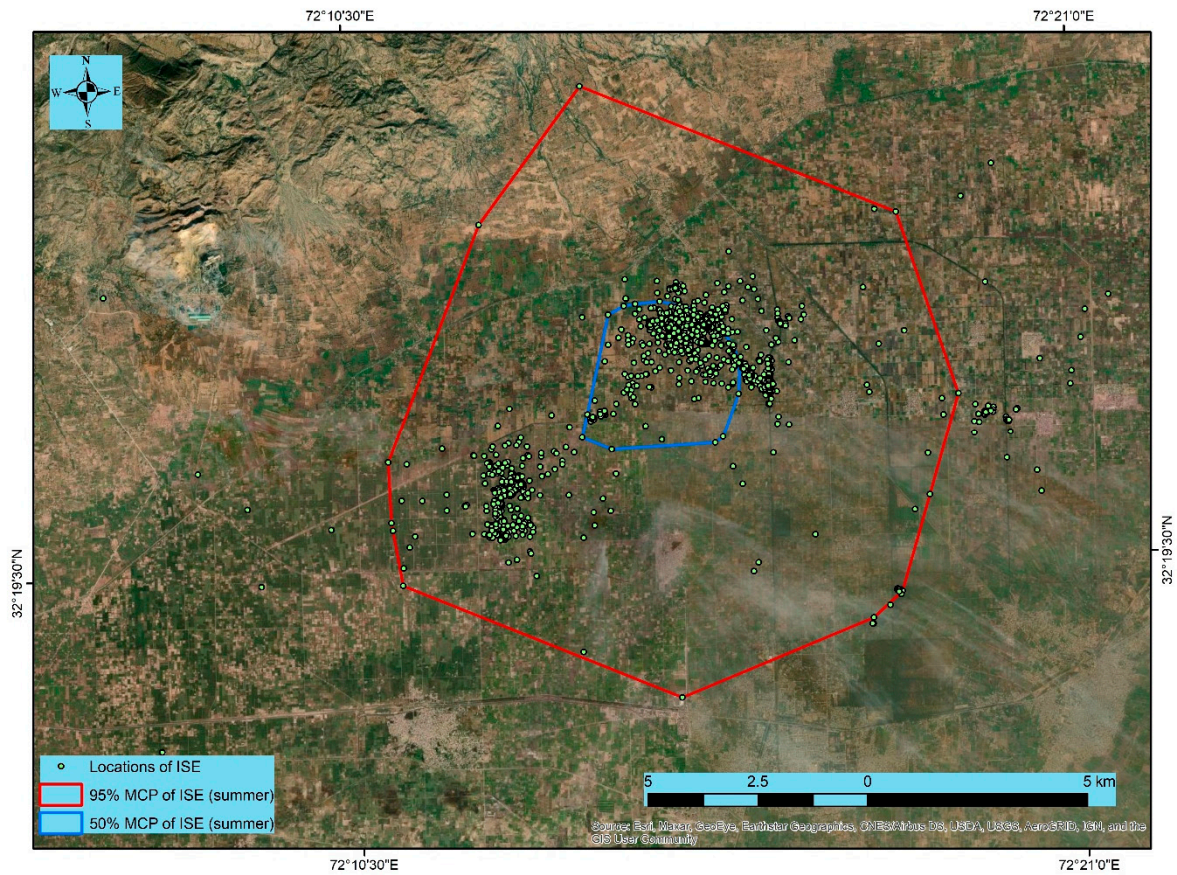 72°10'30"E
72°21'0"E
N
W E
S
32°19'30"N
32°19'30"N
Locations of ISE
95% MCP of ISE (summer)
50% MCP of ISE (summer)
5 2.5 0 5 km
Source: Esri, Maxar, GeoEye, Earthstar Geographics, CNES/Airbus DS, USDA, USGS, AeroGRID, IGN, and the
GIS User Community
72°10'30"E
72°21'0"E